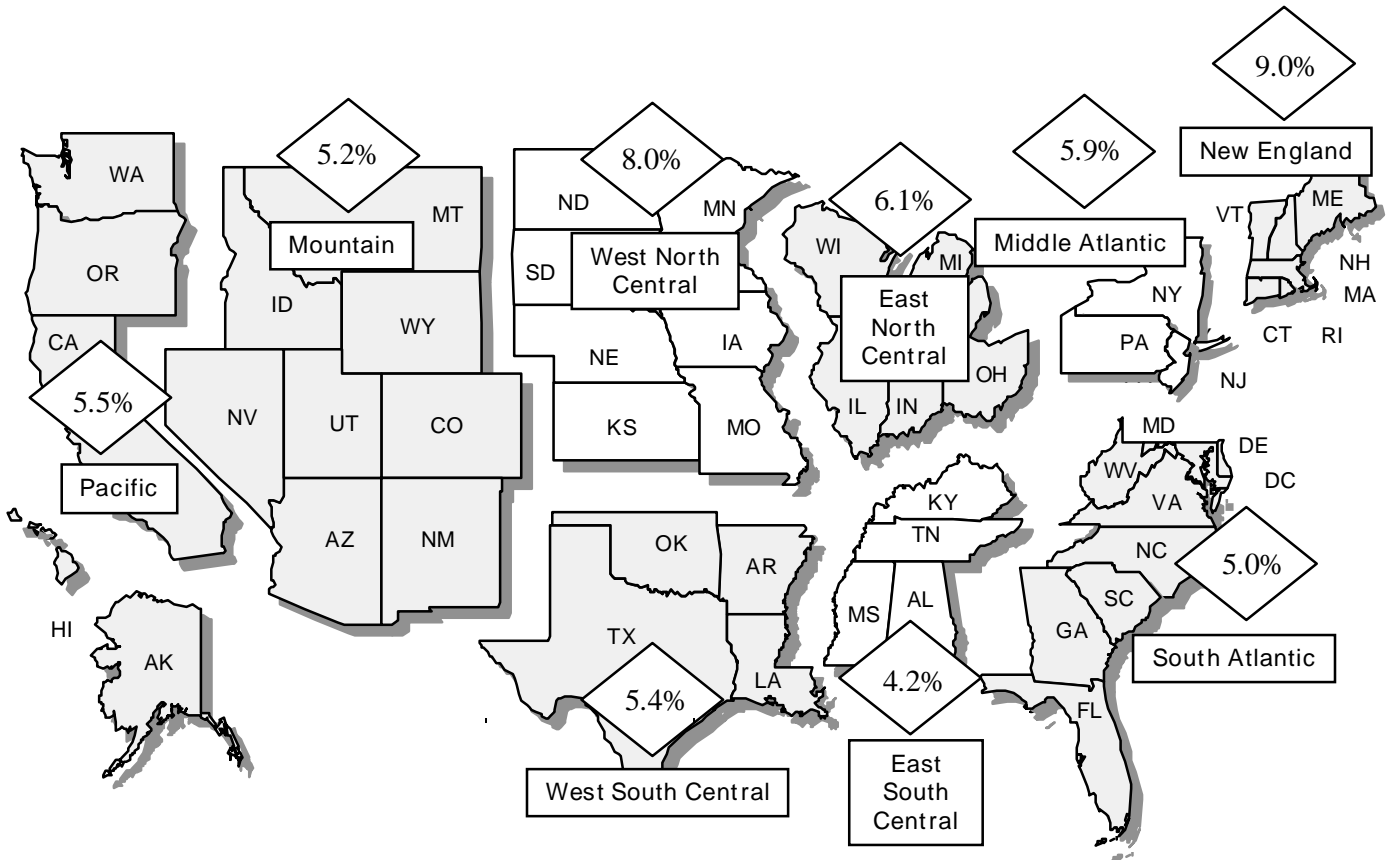 9.0%
New England
5.9%
Middle Atlantic
8.0%
West North
Central
5.2%
Mountain
6.1%
East
North
Central
WA
OR
CA
5.5%
Pacific
HI
AK
MT
ID
WY
NV
UT
CO
AZ
NM
ND
MN
SD
NE
IA
KS
MO
WI
MI
IL
IN
OH
NY
PA
NJ
VT
ME
NH
MA
CT
RI
MD
DE
DC
WV
VA
NC
SC
GA
FL
5.0%
South Atlantic
KY
TN
MS
AL
4.2%
East
South
Central
OK
AR
TX
LA
5.4%
West South Central